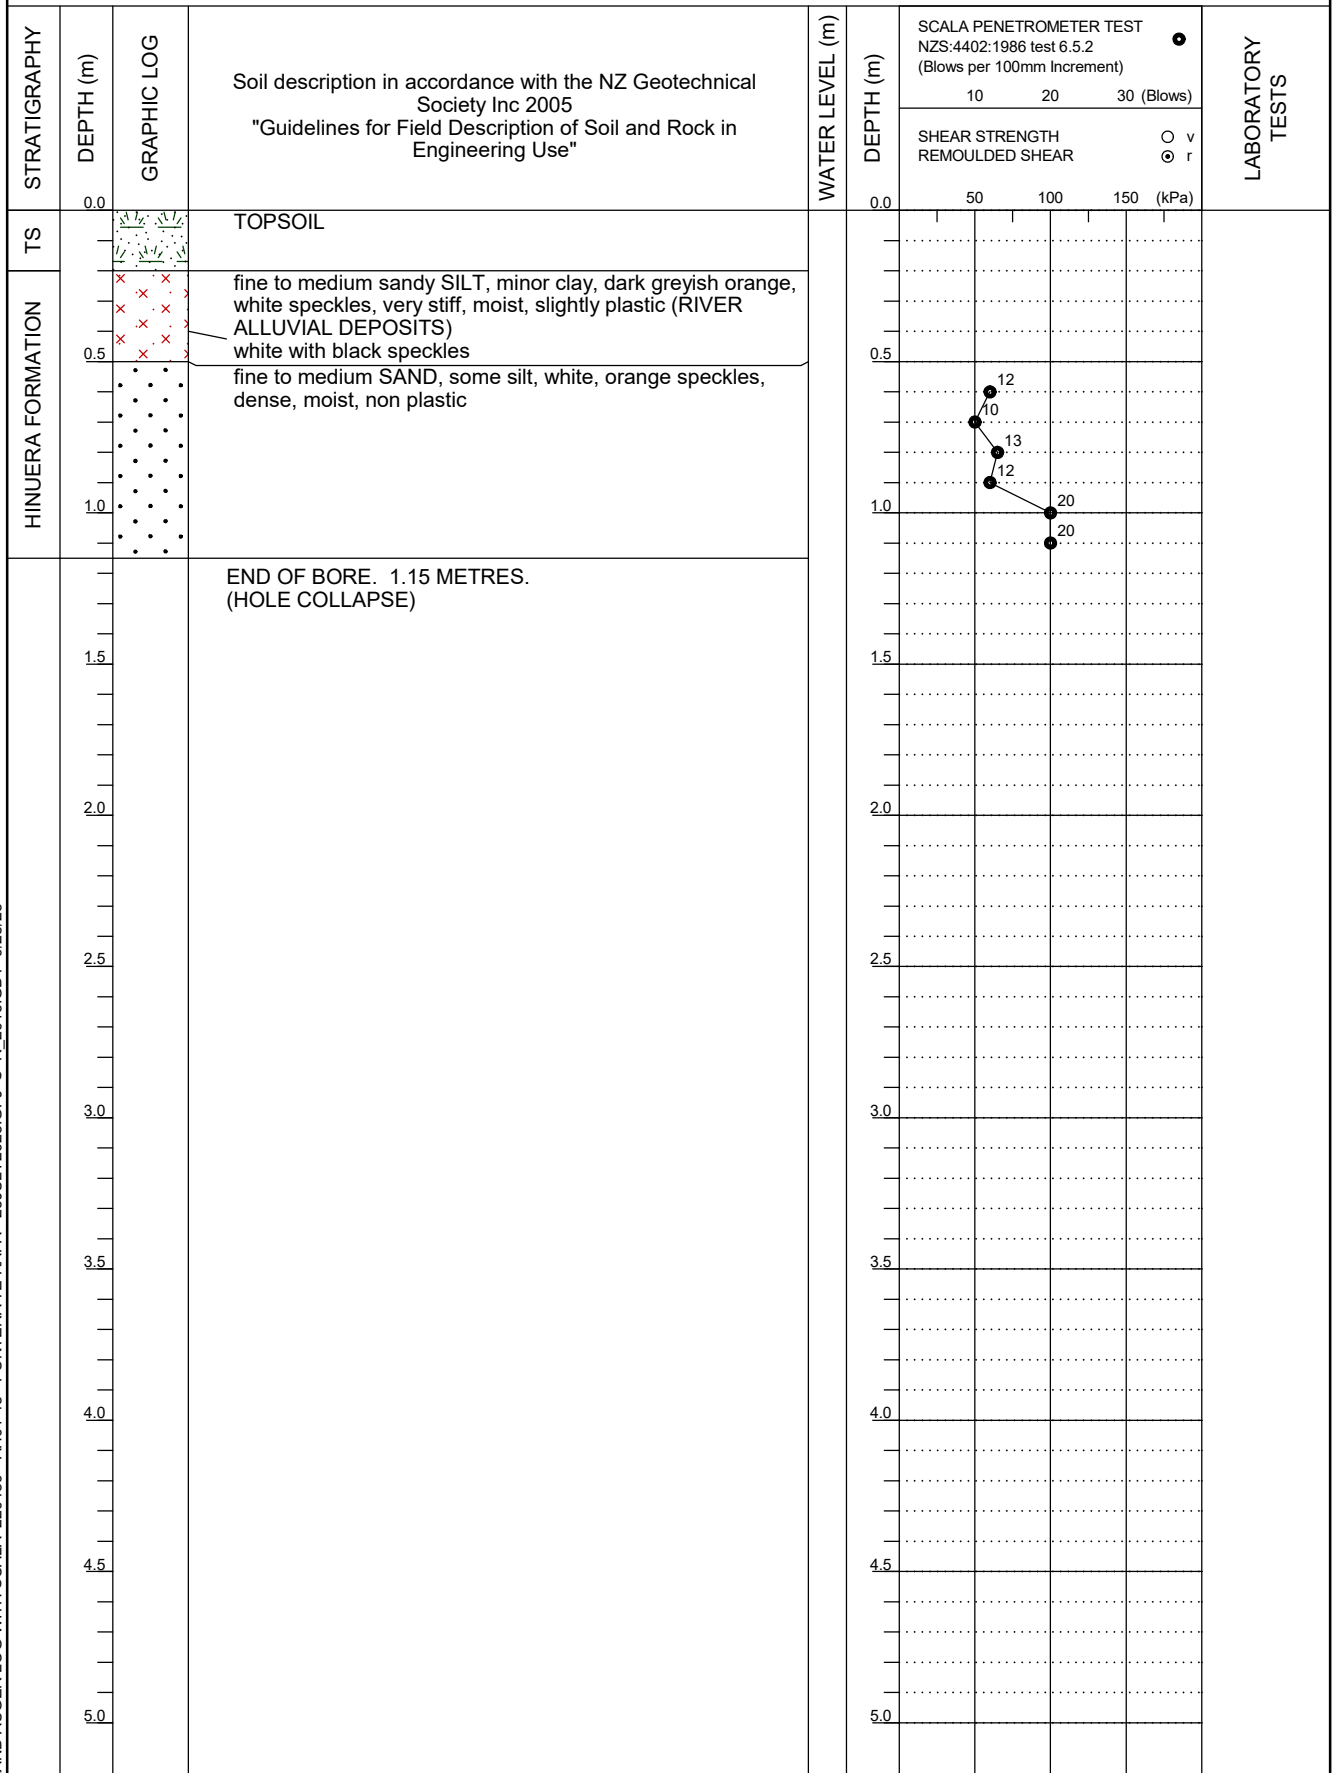 STRATIGRAPHY
DEPTH (m)
GRAPHIC LOG
Soil description in accordance with the NZ Geotechnical
Society Inc 2005
"Guidelines for Field Description of Soil and Rock in
Engineering Use"
WATER LEVEL (m)
DEPTH (m)
SCALA PENETROMETER TEST
NZS:4402:1986 test 6.5.2
(Blows per 100mm Increment)
10 20 30 (Blows)
SHEAR STRENGTH v
REMOULDED SHEAR r
50 100 150 (kPa)
LABORATORY
TESTS
0.0 0.0
TS
TOPSOIL
HINUERA FORMATION
fine to medium sandy SILT, minor clay, dark greyish orange,
white speckles, very stiff, moist, slightly plastic (RIVER
ALLUVIAL DEPOSITS)
white with black speckles
0.5 0.5
fine to medium SAND, some silt, white, orange speckles,
dense, moist, non plastic
12
10
13
12
1.0 1.0
20
20
END OF BORE. 1.15 METRES.
(HOLE COLLAPSE)
1.5 1.5
2.0 2.0
2.5 2.5
3.0 3.0
3.5 3.5
4.0 4.0
4.5 4.5
5.0 5.0